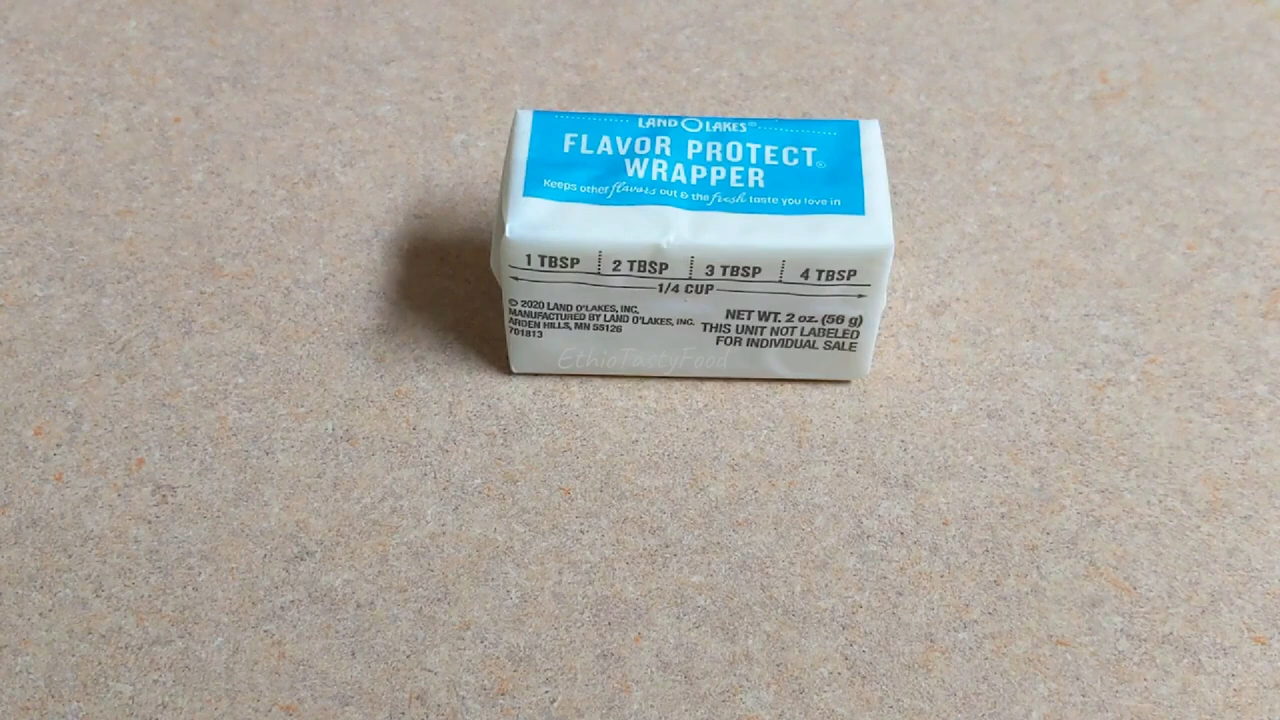 LAND O LAKES®
FLAVOR PROTECT®
WRAPPER
Keeps other flavors out & the fresh taste you love in
1 TBSP 2 TBSP 3 TBSP 4 TBSP
1/4 CUP
© 2020 LAND O'LAKES, INC.
MANUFACTURED BY LAND O'LAKES, INC.
ARDEN HILLS, MN 55126
701813
NET WT. 2 oz. (56 g)
THIS UNIT NOT LABELED
FOR INDIVIDUAL SALE
EthioTastyFood